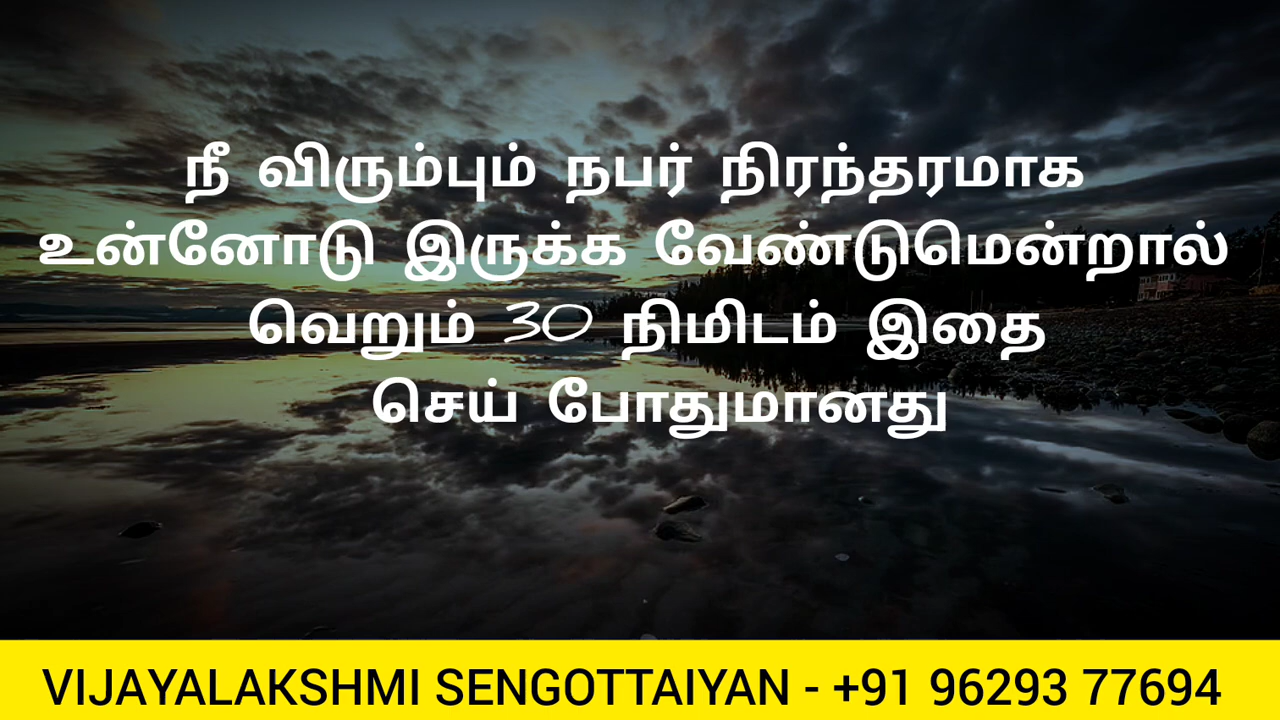 நீ விரும்பும் நபர் நிரந்தரமாக
உன்னோடு இருக்க வேண்டுமென்றால்
வெறும் 30 நிமிடம் இதை
செய் போதுமானது
VIJAYALAKSHMI SENGOTTAIYAN - +91 96293 77694